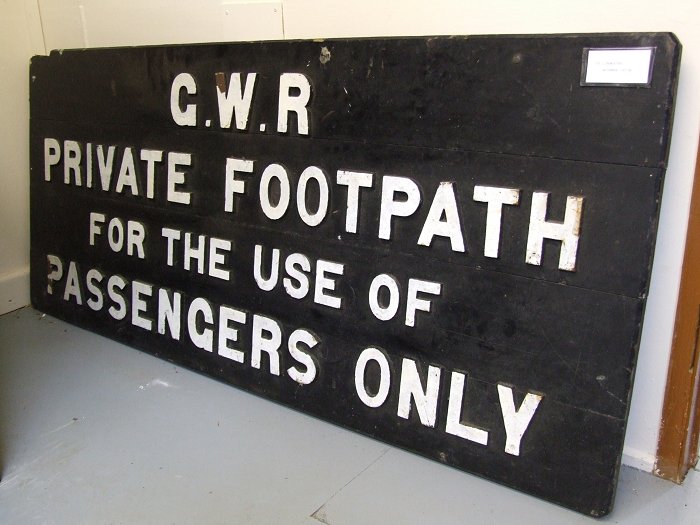 G.W.R
PRIVATE FOOTPATH
FOR THE USE OF
PASSENGERS ONLY